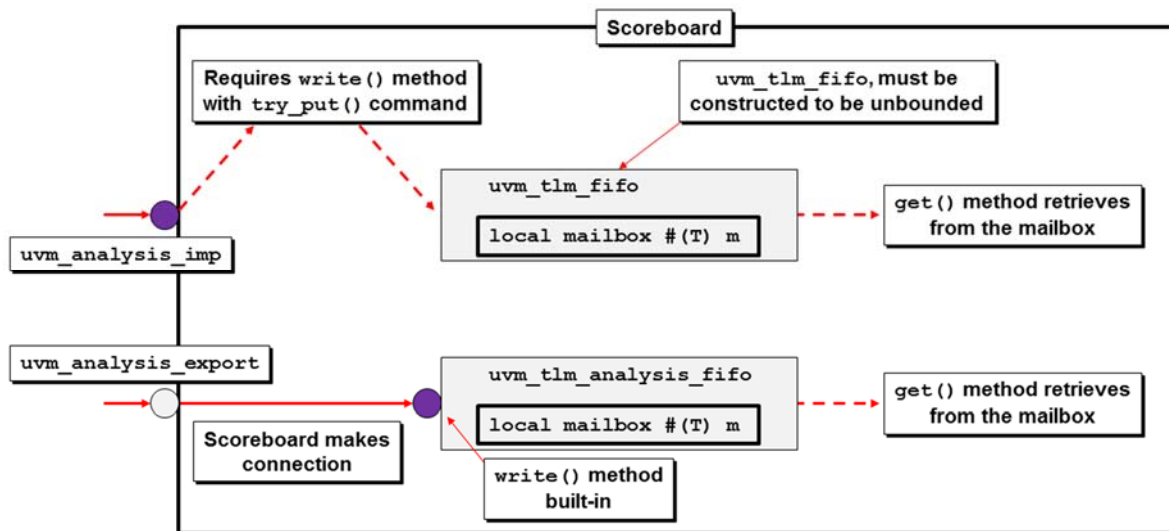 Scoreboard
Requires write() method
with try_put() command
uvm_tlm_fifo, must be
constructed to be unbounded
uvm_tlm_fifo
local mailbox #(T) m
get() method retrieves
from the mailbox
uvm_analysis_imp
uvm_analysis_export
uvm_tlm_analysis_fifo
local mailbox #(T) m
get() method retrieves
from the mailbox
Scoreboard makes
connection
write() method
built-in